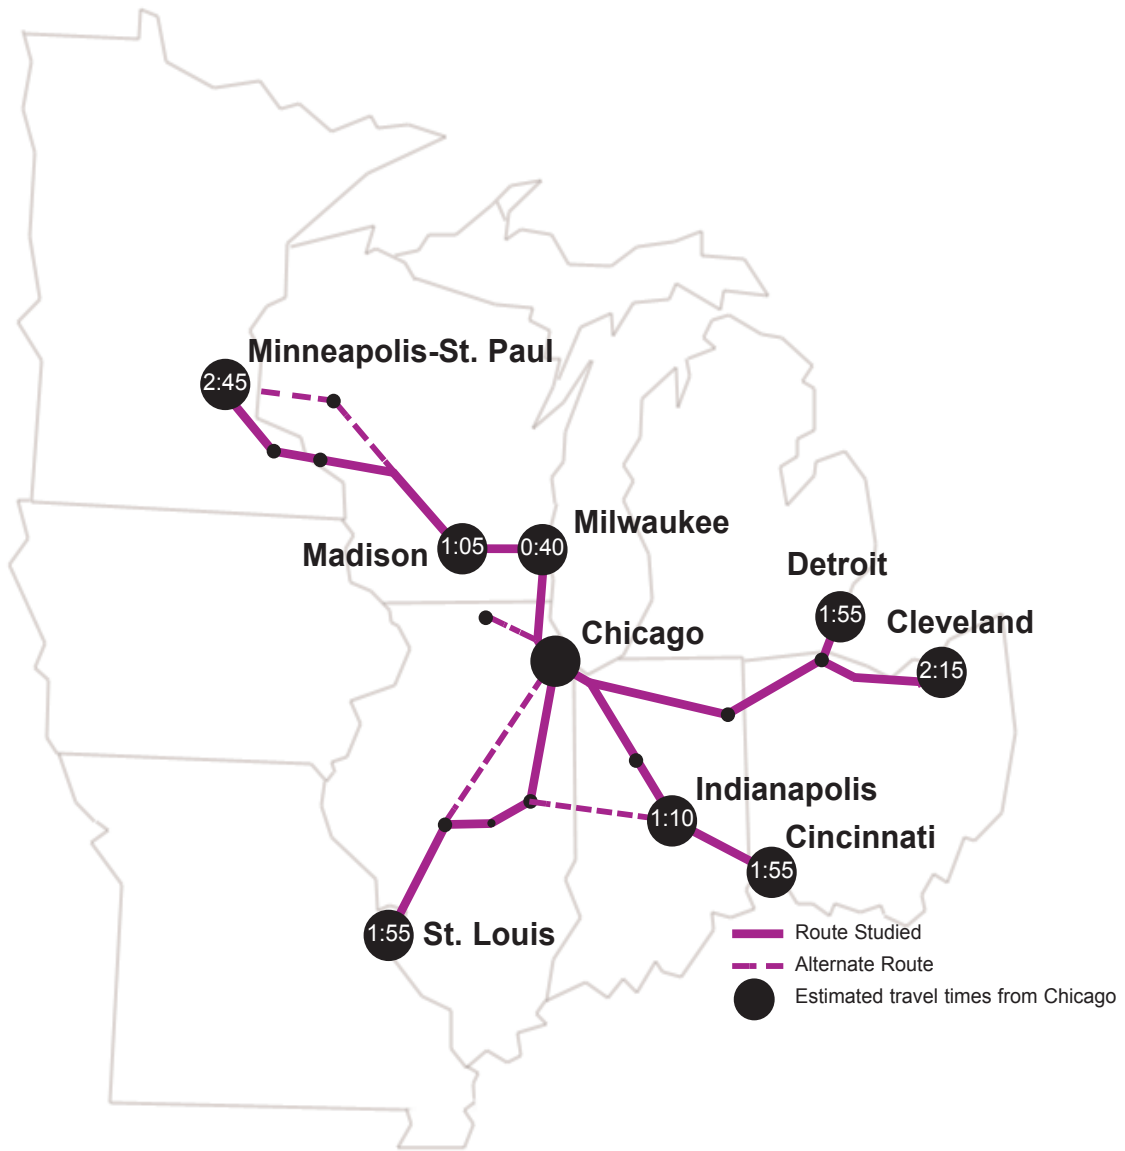 Minneapolis-St. Paul
2:45
Milwaukee
Madison
1:05
0:40
Detroit
1:55
Cleveland
Chicago
2:15
Indianapolis
1:10
Cincinnati
1:55
St. Louis
1:55
Route Studied
Alternate Route
Estimated travel times from Chicago